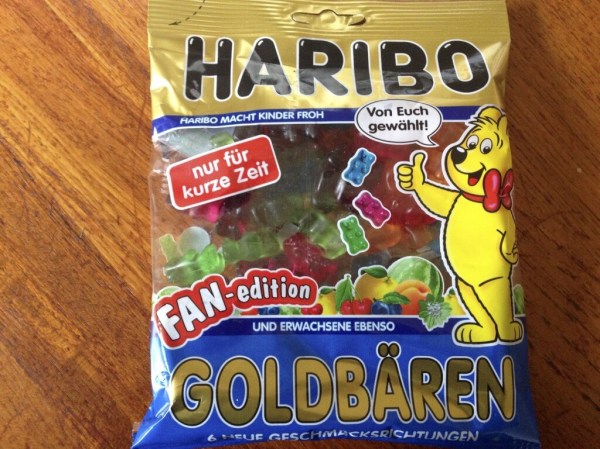 HARIBO
HARIBO MACHT KINDER FROH
Von Euch
gewählt!
nur für
kurze Zeit
FAN-edition
UND ERWACHSENE EBENSO
GOLDBÄREN
6 NEUE GESCHMACKSRICHTUNGEN